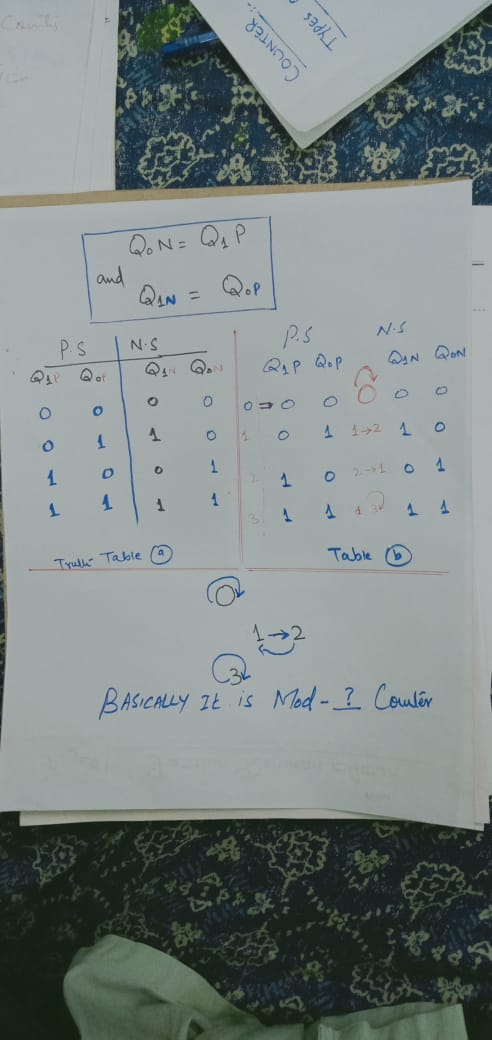 COUNTER :-
TYPES
Q₀N = Q₁P
and
Q₁N = Q₀P
P.S N.S
Q₁P Q₀P Q₁N Q₀N
0 0 0 0
0 1 1 0
1 0 0 1
1 1 1 1
Truth Table (a)
P.S N.S
Q₁P Q₀P Q₁N Q₀N
0 ⇒ 0 0 0 0 0
1 0 1 1→2 1 0
2 1 0 2→1 0 1
3 1 1 3 1 1
Table (b)
0
1 → 2
3
BASICALLY It is Mod - ? Counter